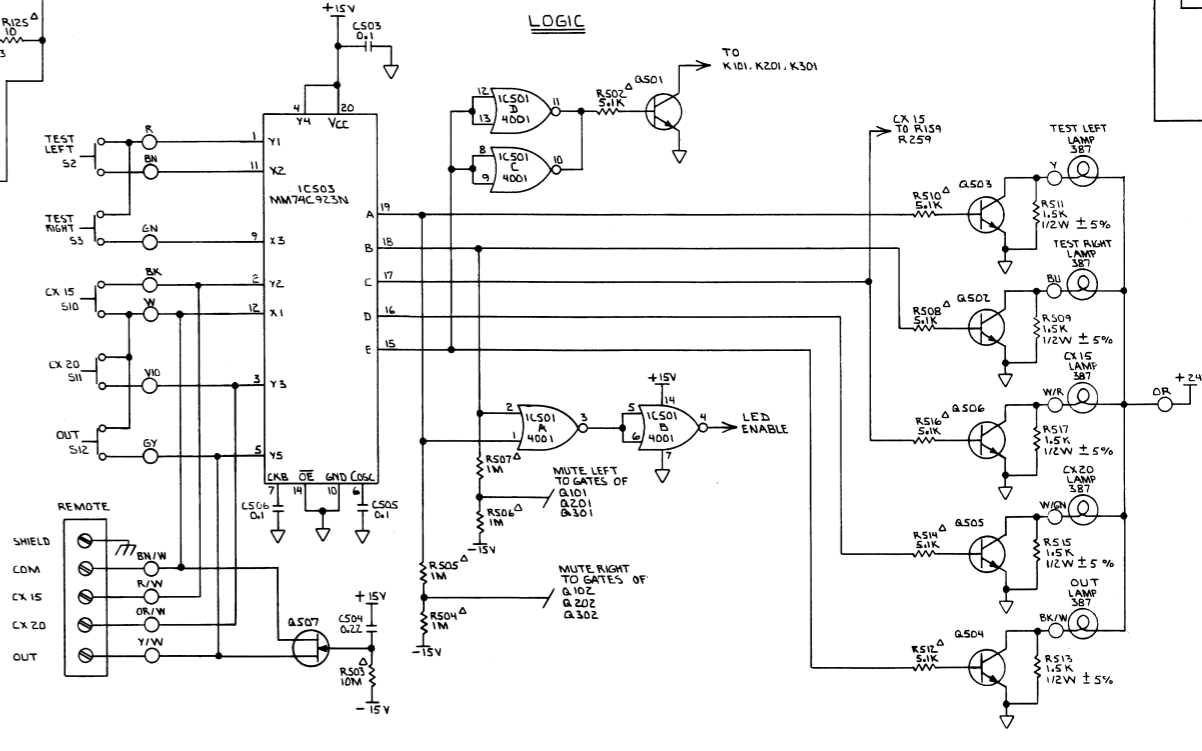 LOGIC
R125 △
10
3
+15V
C503
0.1
4
Y4
20
VCC
TEST
LEFT
S2
R
1
Y1
BN
11
X2
TEST
RIGHT
S3
GN
9
X3
CX 15
S10
BK
2
Y2
W
12
X1
CX 20
S11
VIO
3
Y3
OUT
S12
GY
5
Y5
IC503
MM74C923N
A
19
B
18
C
17
D
16
E
15
CKB
OE
GND
COSC
7
14
10
6
C506
0.1
C505
0.1
REMOTE
SHIELD
COM
BN/W
CX 15
R/W
CX 20
OR/W
OUT
Y/W
Q507
+15V
C504
0.22
△
R503
10M
-15V
12
13
IC501
D
4001
11
8
9
IC501
C
4001
10
R502 △
5.1K
Q501
TO
K101, K201, K301
2
1
IC501
A
4001
3
+15V
14
5
6
IC501
B
4001
7
4
LED
ENABLE
R507 △
1M
R506 △
1M
-15V
MUTE LEFT
TO GATES OF
Q101
Q201
Q301
R505 △
1M
R504 △
1M
-15V
MUTE RIGHT
TO GATES OF
Q102
Q202
Q302
CX 15
TO R159
R259
R510 △
5.1K
Q503
TEST LEFT
LAMP
387
Y
R511
1.5K
1/2W ±5%
R508 △
5.1K
Q502
TEST RIGHT
LAMP
387
BU
R509
1.5K
1/2W ±5%
R516 △
5.1K
Q506
CX15
LAMP
387
W/R
R517
1.5K
1/2W ±5%
OR
+24
R514 △
5.1K
Q505
CX20
LAMP
387
W/GN
R515
1.5K
1/2W ±5%
R512 △
5.1K
Q504
OUT
LAMP
387
BK/W
R513
1.5K
1/2W ±5%